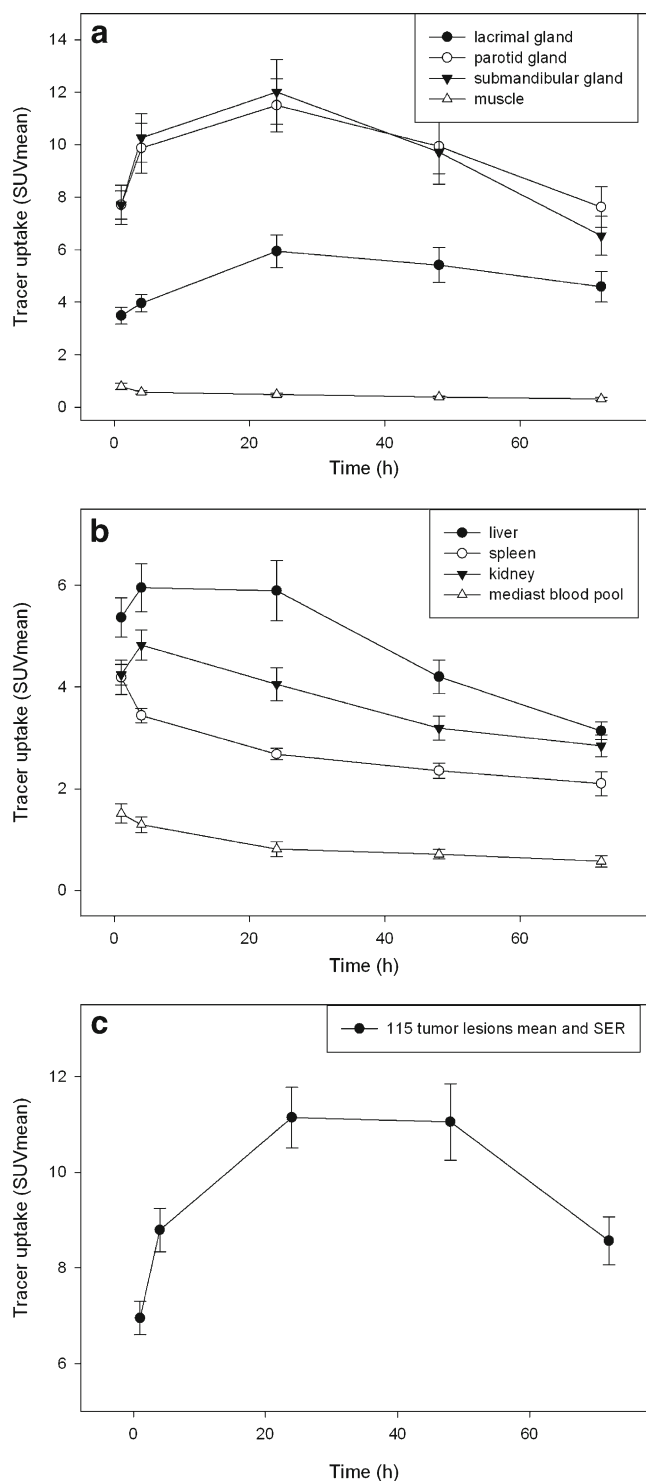 a
lacrimal gland
parotid gland
submandibular gland
muscle
14
12
10
8
6
4
2
0
Tracer uptake (SUVmean)
0 20 40 60
Time (h)
b
liver
spleen
kidney
mediast blood pool
6
4
2
0
Tracer uptake (SUVmean)
0 20 40 60
Time (h)
c
115 tumor lesions mean and SER
12
10
8
6
Tracer uptake (SUVmean)
0 20 40 60
Time (h)